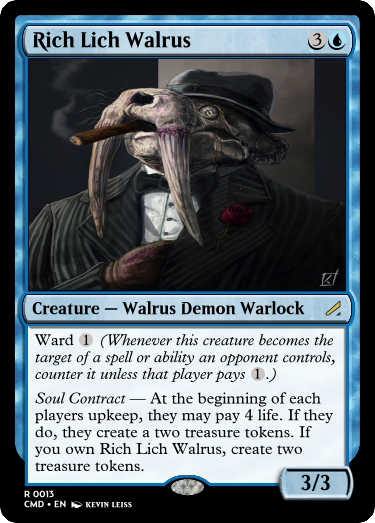 Rich Lich Walrus 3
Creature — Walrus Demon Warlock
Ward 1 (Whenever this creature becomes the
target of a spell or ability an opponent controls,
counter it unless that player pays 1.)
Soul Contract — At the beginning of each
players upkeep, they may pay 4 life. If they
do, they create a two treasure tokens. If
you own Rich Lich Walrus, create two
treasure tokens.
3/3
R 0013
CMD • EN KEVIN LEISS